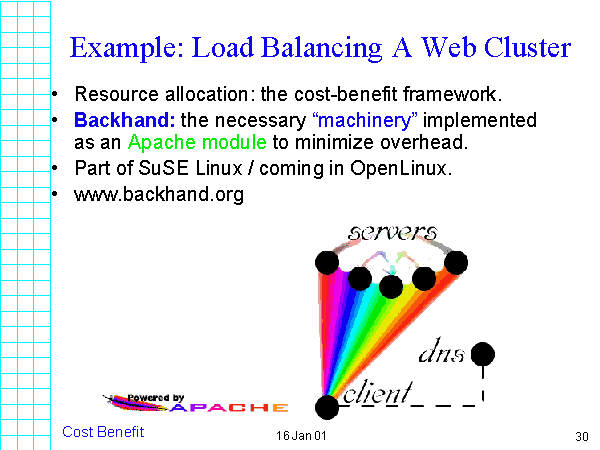 Example: Load Balancing A Web Cluster
• Resource allocation: the cost-benefit framework.
• Backhand: the necessary “machinery” implemented
as an Apache module to minimize overhead.
• Part of SuSE Linux / coming in OpenLinux.
• www.backhand.org
servers
dns
client
Powered by
APACHE
Cost Benefit
16 Jan 01
30